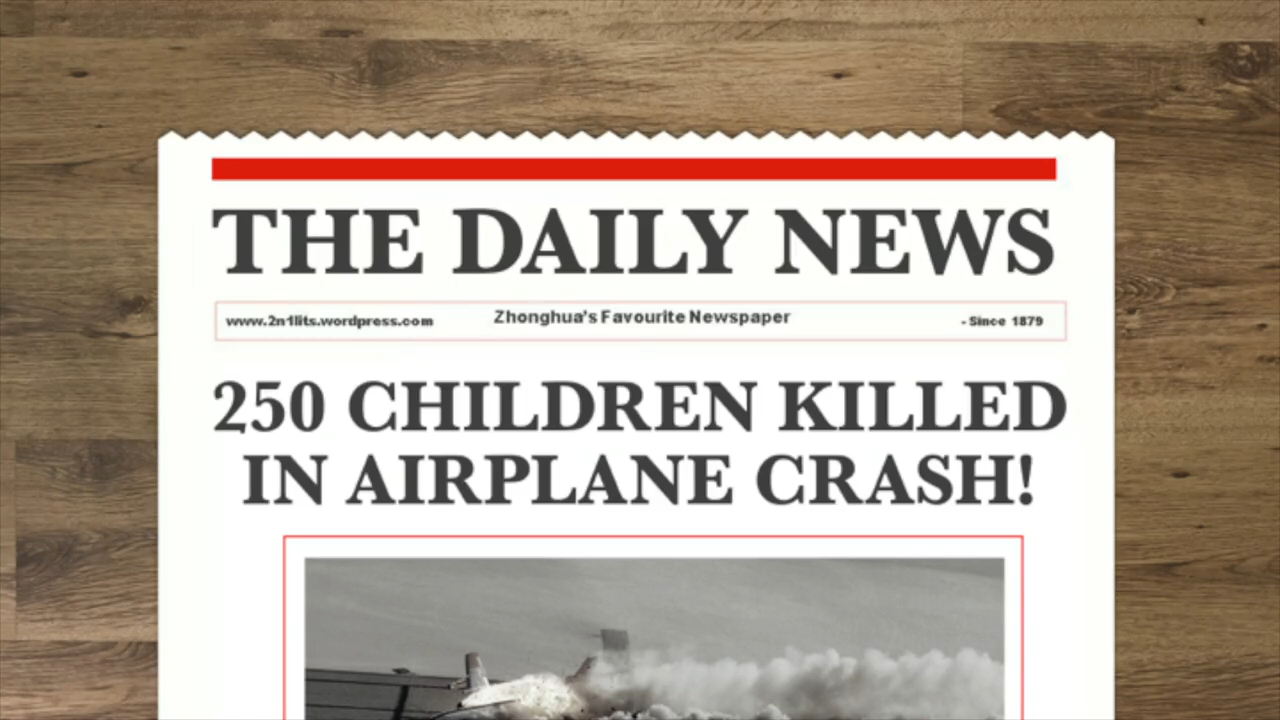 THE DAILY NEWS
www.2n1lits.wordpress.com Zhonghua's Favourite Newspaper - Since 1879
250 CHILDREN KILLED
IN AIRPLANE CRASH!